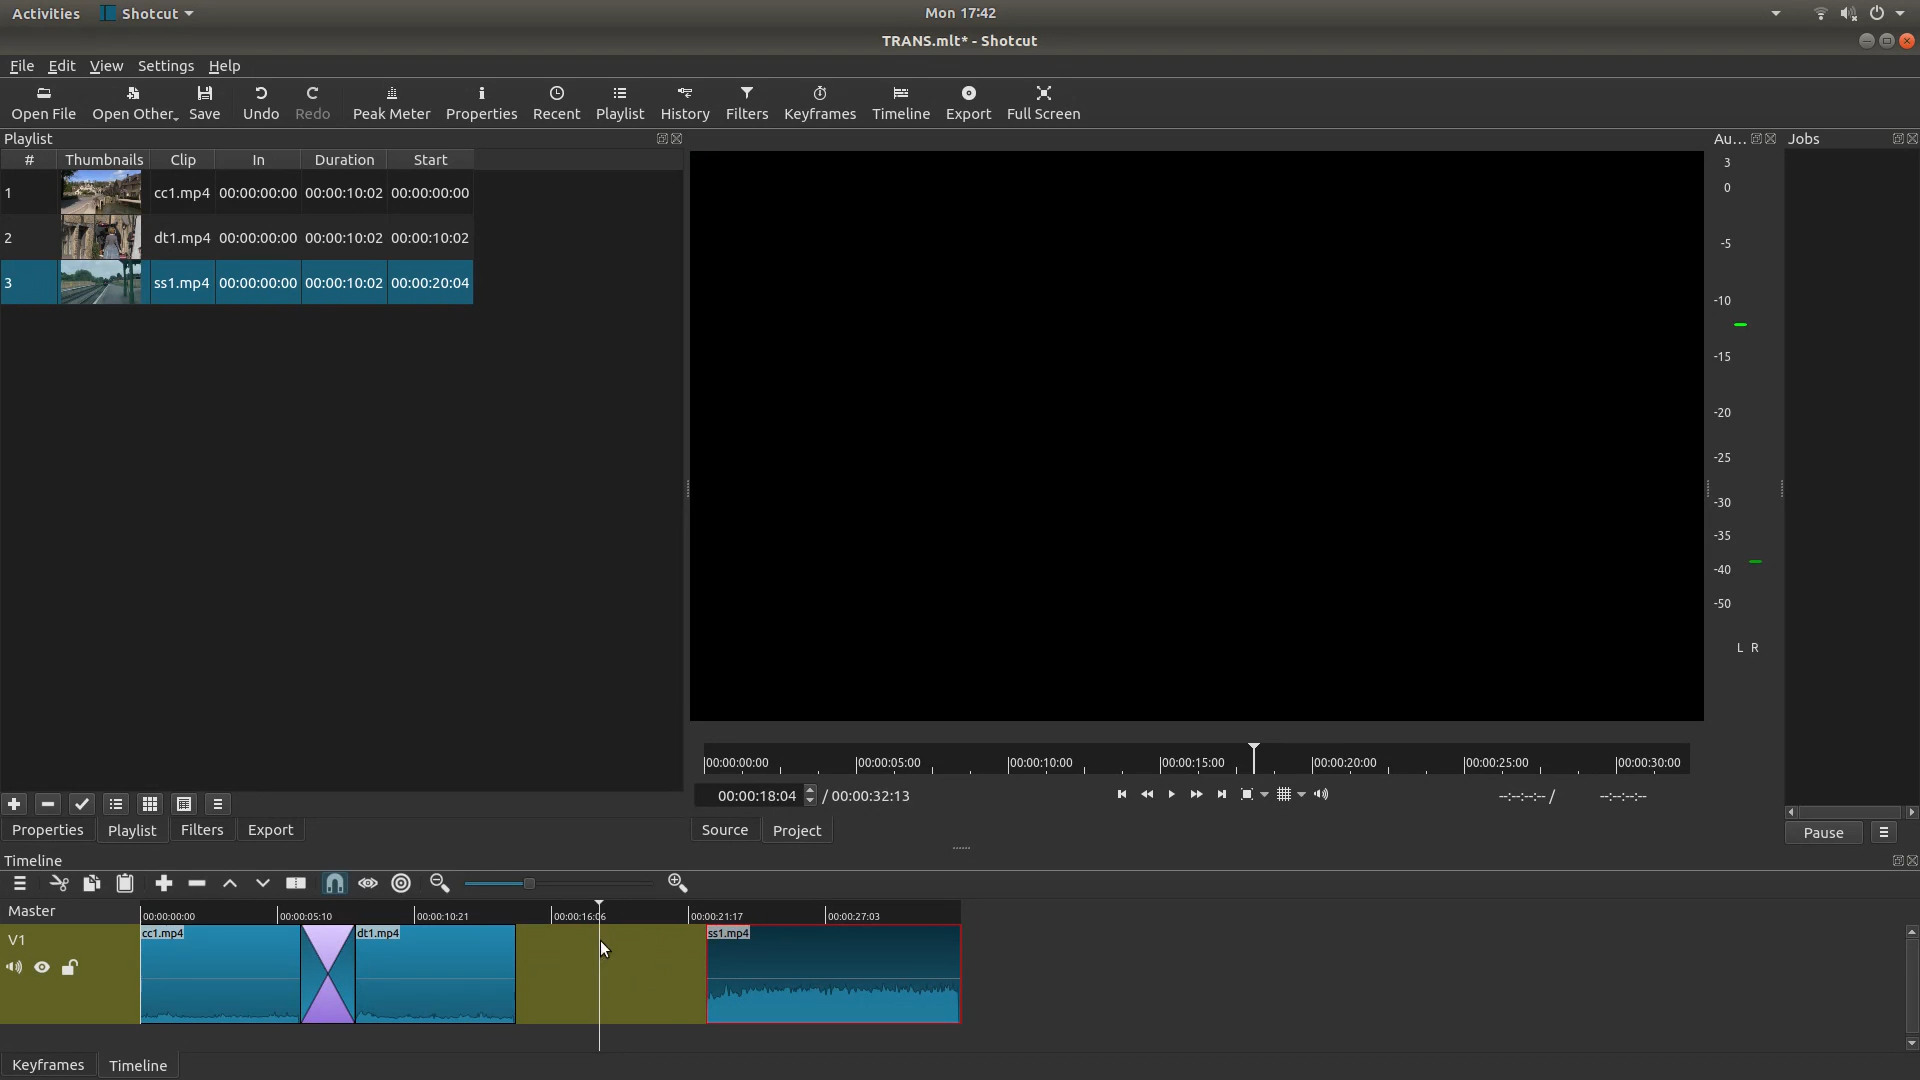 Activities Shotcut Mon 17:42
TRANS.mlt* - Shotcut
File Edit View Settings Help
Open File Open Other Save Undo Redo Peak Meter Properties Recent Playlist History Filters Keyframes Timeline Export Full Screen
Playlist Au... Jobs
# Thumbnails Clip In Duration Start
1 cc1.mp4 00:00:00:00 00:00:10:02 00:00:00:00
2 dt1.mp4 00:00:00:00 00:00:10:02 00:00:10:02
3 ss1.mp4 00:00:00:00 00:00:10:02 00:00:20:04
3
0
-5
-10
-15
-20
-25
-30
-35
-40
-50
L R
00:00:00:00 00:00:05:00 00:00:10:00 00:00:15:00 00:00:20:00 00:00:25:00 00:00:30:00
00:00:18:04 / 00:00:32:13 --:--:--:-- / --:--:--:--
Properties Playlist Filters Export Source Project Pause
Timeline
Master 00:00:00:00 00:00:05:10 00:00:10:21 00:00:16:06 00:00:21:17 00:00:27:03
V1 cc1.mp4 dt1.mp4 ss1.mp4
Keyframes Timeline